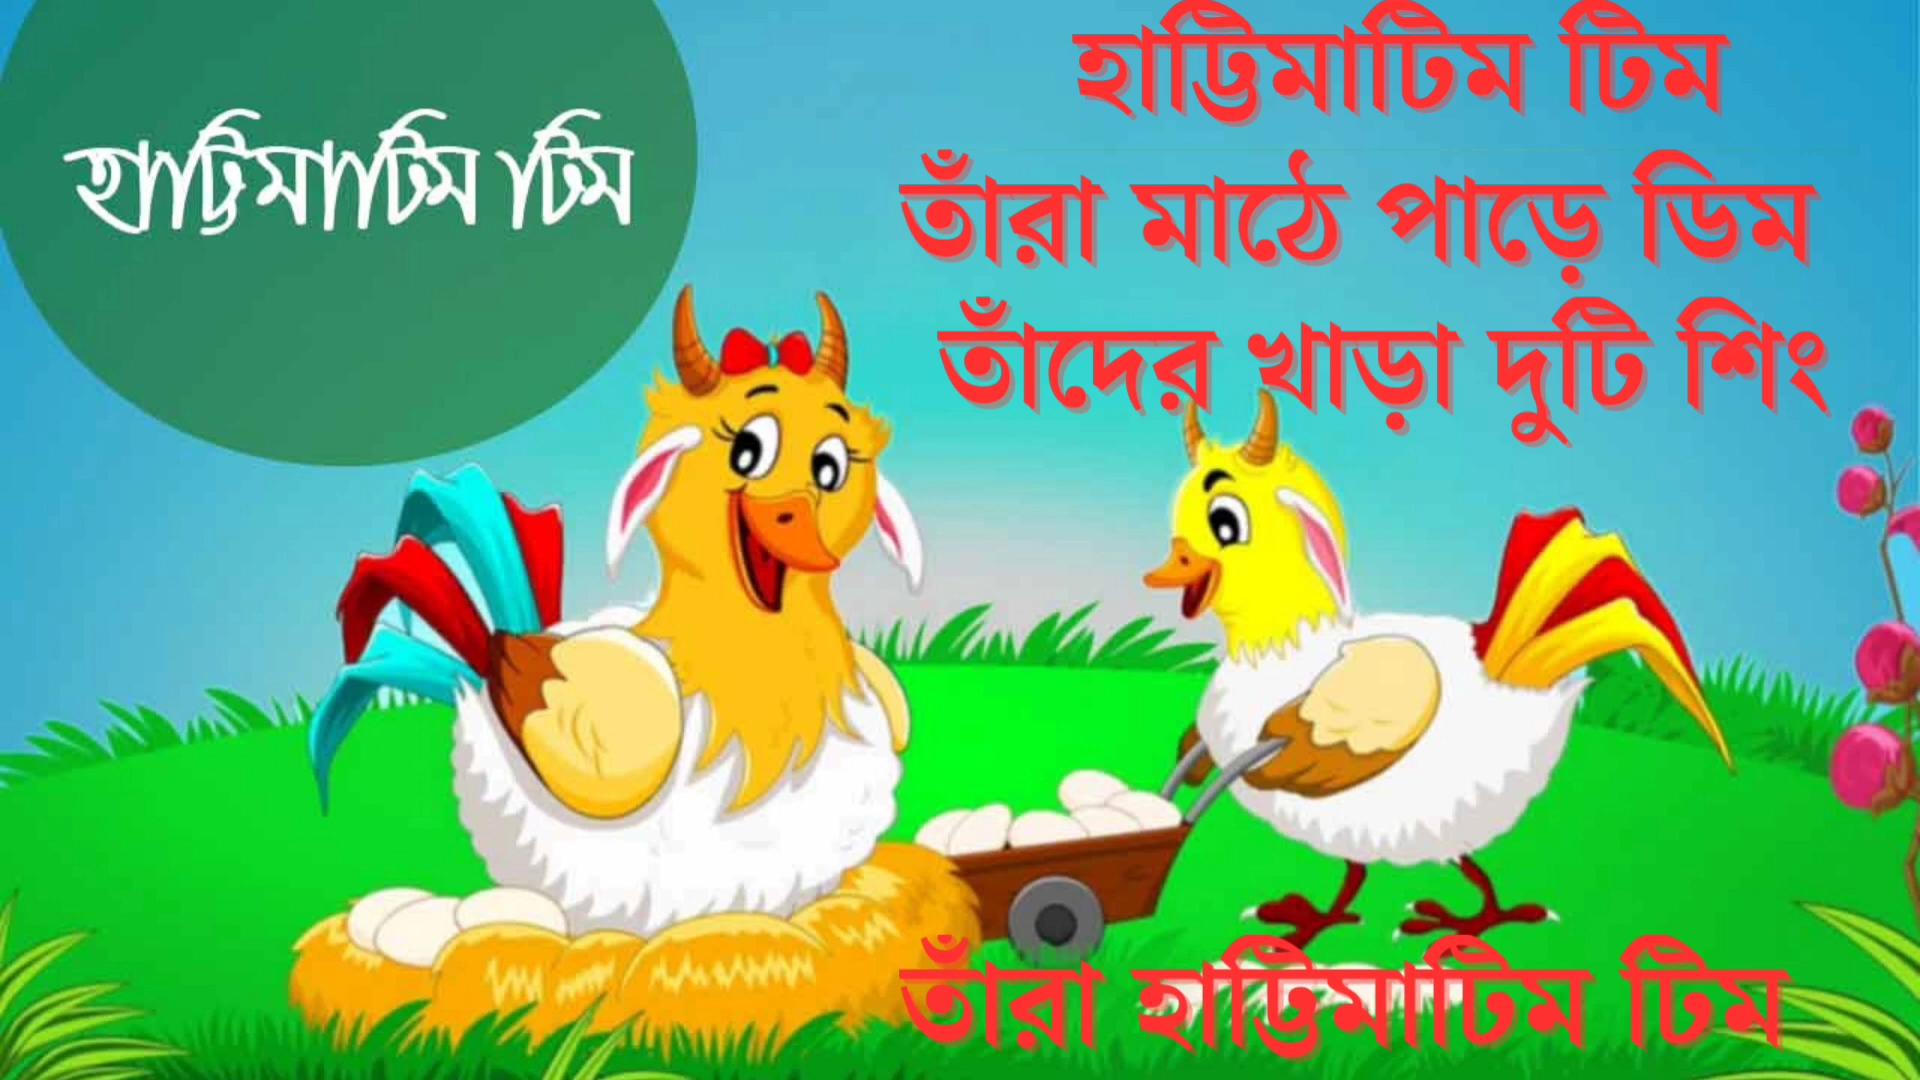 হাট্টিমাটিম টিম
হাট্টিমাটিম টিম
তাঁরা মাঠে পাড়ে ডিম
তাঁদের খাড়া দুটি শিং
তাঁরা হাট্টিমাটিম টিম